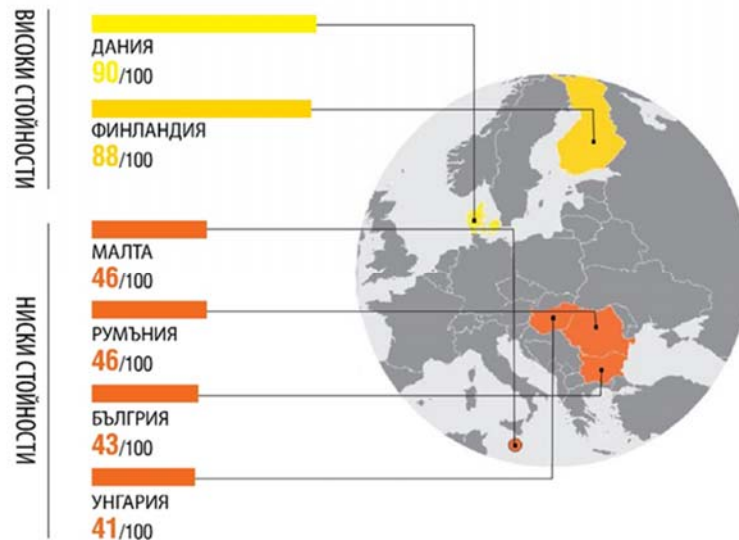 ВИСОКИ СТОЙНОСТИ
ДАНИЯ
90/100
ФИНЛАНДИЯ
88/100
НИСКИ СТОЙНОСТИ
МАЛТА
46/100
РУМЪНИЯ
46/100
БЪЛГРИЯ
43/100
УНГАРИЯ
41/100